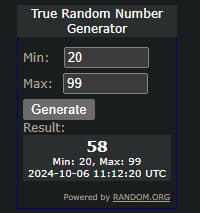 True Random Number
Generator
Min: 20
Max: 99
Generate
Result:
58
Min: 20, Max: 99
2024-10-06 11:12:20 UTC
Powered by RANDOM.ORG